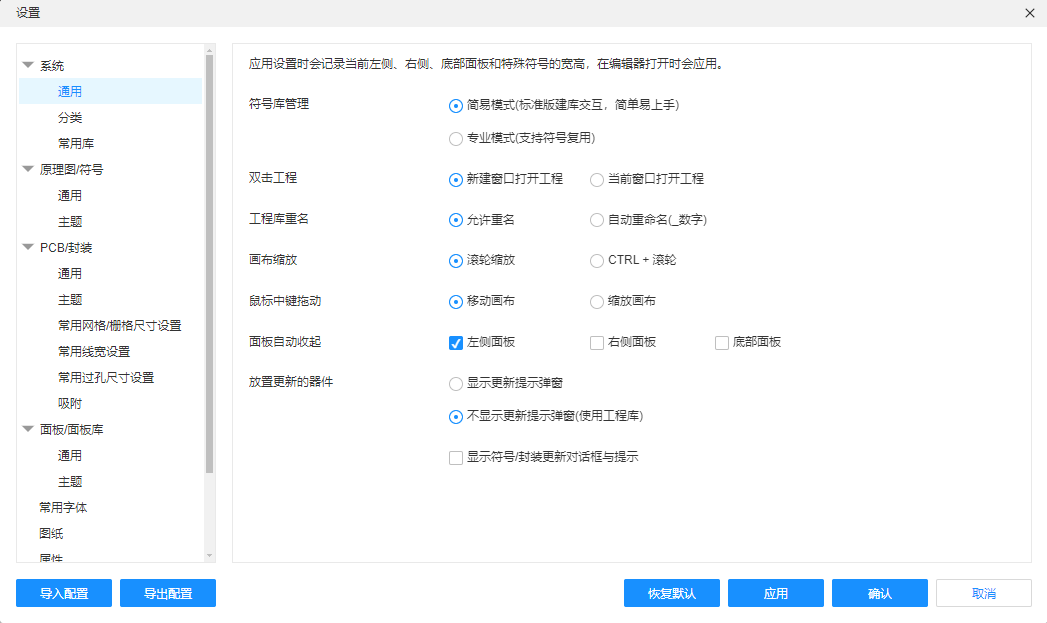 设置
系统
通用
分类
常用库
原理图/符号
通用
主题
PCB/封装
通用
主题
常用网格/栅格尺寸设置
常用线宽设置
常用过孔尺寸设置
吸附
面板/面板库
通用
主题
常用字体
图纸
属性
应用设置时会记录当前左侧、右侧、底部面板和特殊符号的宽高，在编辑器打开时会应用。
符号库管理
简易模式(标准版建库交互，简单易上手)
专业模式(支持符号复用)
双击工程 新建窗口打开工程 当前窗口打开工程
工程库重名 允许重名 自动重命名(_数字)
画布缩放 滚轮缩放 CTRL + 滚轮
鼠标中键拖动 移动画布 缩放画布
面板自动收起 左侧面板 右侧面板 底部面板
放置更新的器件 显示更新提示弹窗
不显示更新提示弹窗(使用工程库)
显示符号/封装更新对话框与提示
导入配置 导出配置 恢复默认 应用 确认 取消